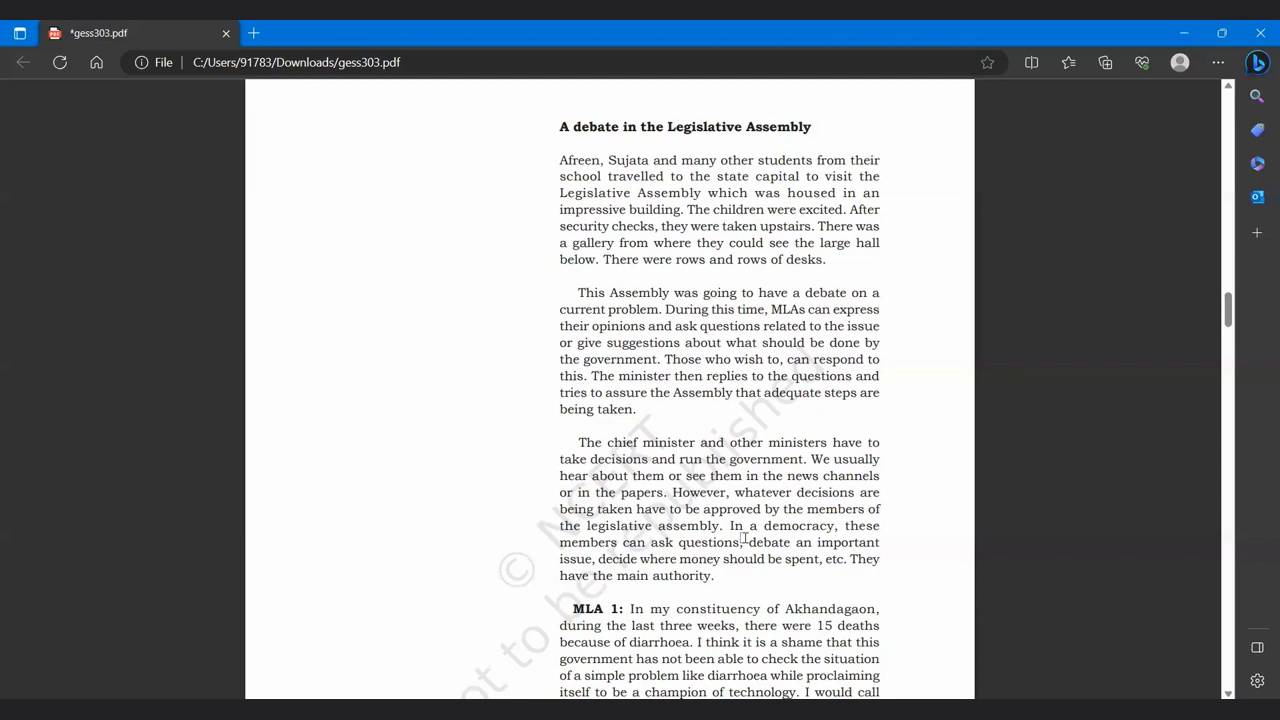 *gess303.pdf
File
C:/Users/91783/Downloads/gess303.pdf
A debate in the Legislative Assembly
Afreen, Sujata and many other students from their
school travelled to the state capital to visit the
Legislative Assembly which was housed in an
impressive building. The children were excited. After
security checks, they were taken upstairs. There was
a gallery from where they could see the large hall
below. There were rows and rows of desks.
This Assembly was going to have a debate on a
current problem. During this time, MLAs can express
their opinions and ask questions related to the issue
or give suggestions about what should be done by
the government. Those who wish to, can respond to
this. The minister then replies to the questions and
tries to assure the Assembly that adequate steps are
being taken.
The chief minister and other ministers have to
take decisions and run the government. We usually
hear about them or see them in the news channels
or in the papers. However, whatever decisions are
being taken have to be approved by the members of
the legislative assembly. In a democracy, these
members can ask questions, debate an important
issue, decide where money should be spent, etc. They
have the main authority.
MLA 1: In my constituency of Akhandagaon,
during the last three weeks, there were 15 deaths
because of diarrhoea. I think it is a shame that this
government has not been able to check the situation
of a simple problem like diarrhoea while proclaiming
itself to be a champion of technology. I would call
© NCERT
not to be republished